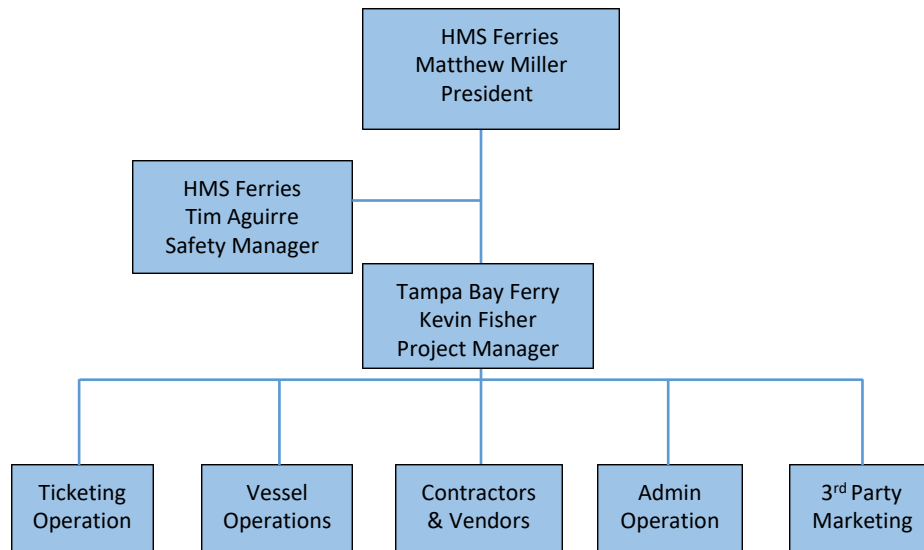 HMS Ferries
Matthew Miller
President
HMS Ferries
Tim Aguirre
Safety Manager
Tampa Bay Ferry
Kevin Fisher
Project Manager
Ticketing
Operation
Vessel
Operations
Contractors
& Vendors
Admin
Operation
3rd Party
Marketing